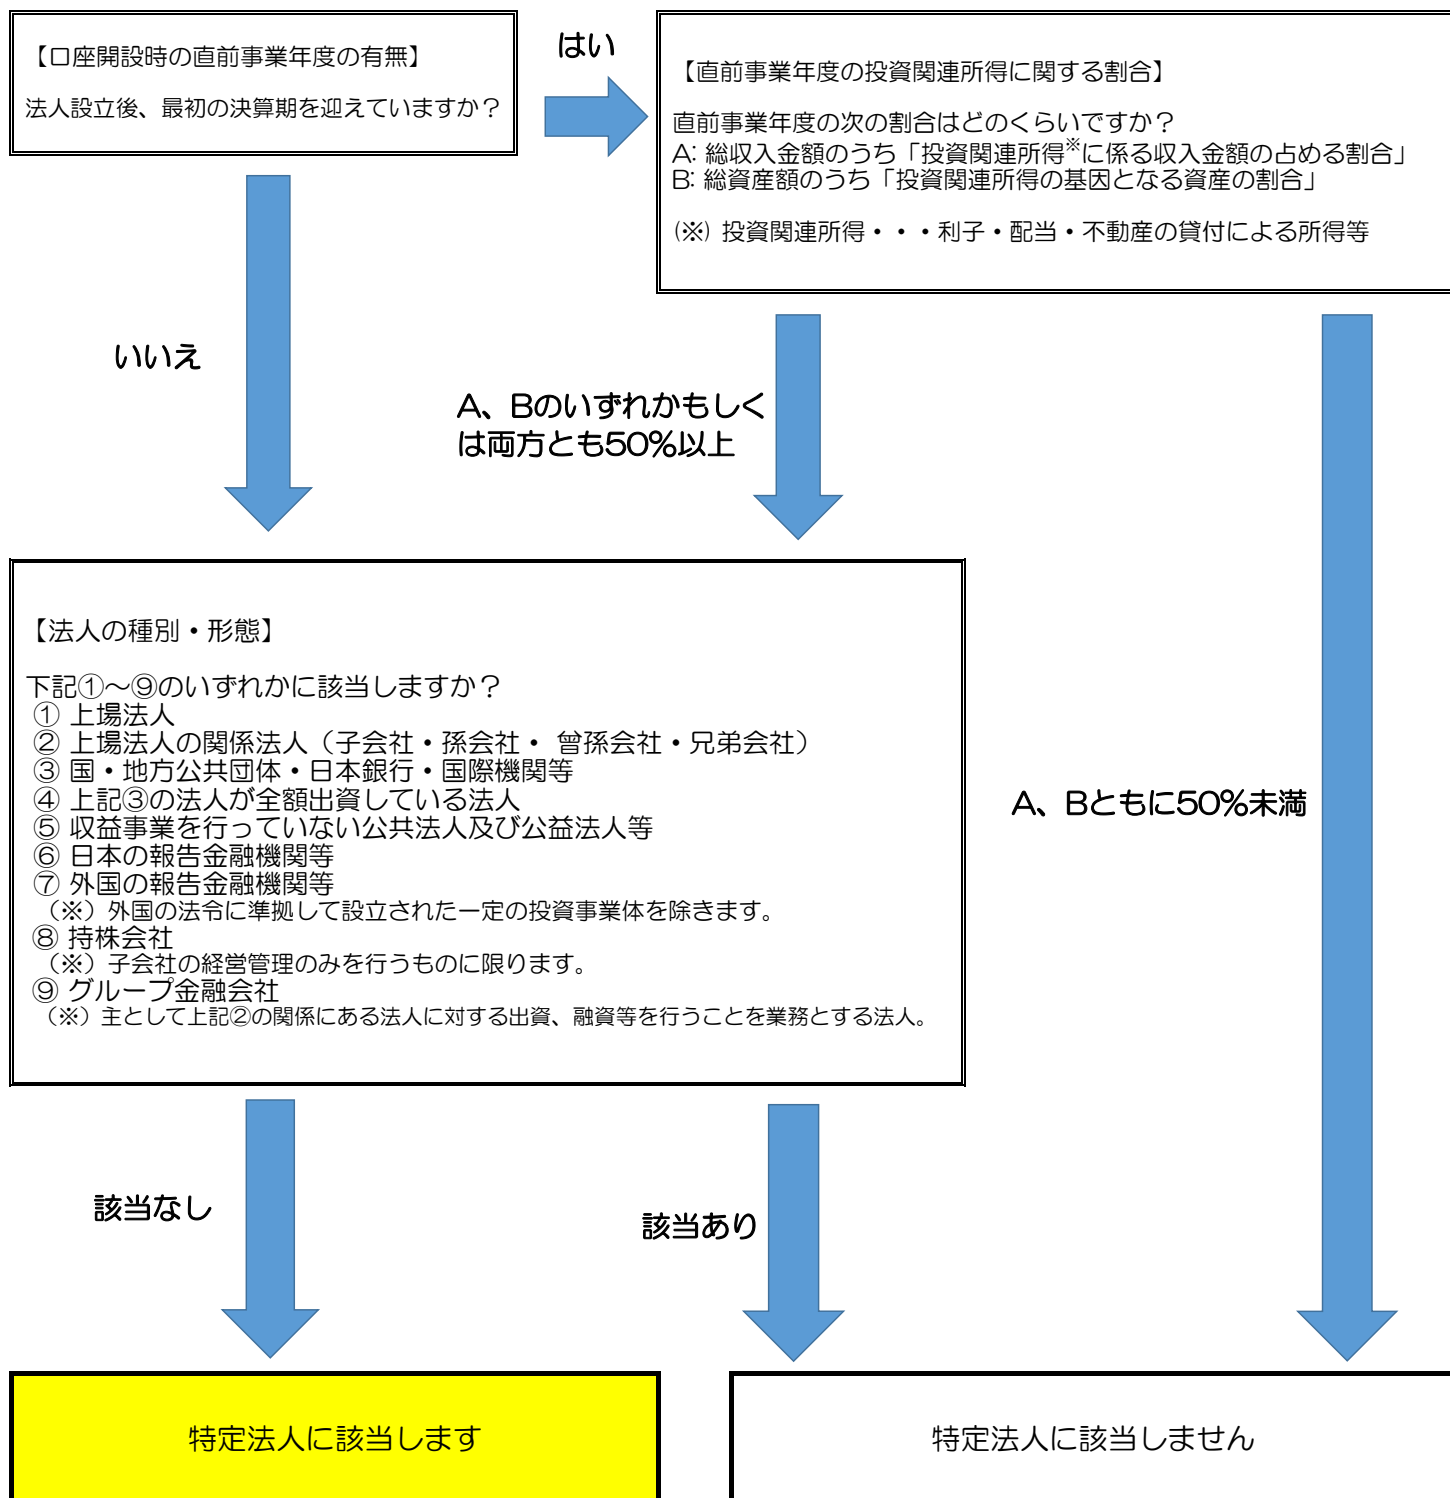 【口座開設時の直前事業年度の有無】
法人設立後、最初の決算期を迎えていますか？
はい
【直前事業年度の投資関連所得に関する割合】
直前事業年度の次の割合はどのくらいですか？
A: 総収入金額のうち「投資関連所得※に係る収入金額の占める割合」
B: 総資産額のうち「投資関連所得の基因となる資産の割合」
(※) 投資関連所得・・・利子・配当・不動産の貸付による所得等
いいえ
A、Bのいずれかもしく
は両方とも50%以上
【法人の種別・形態】
下記①～⑨のいずれかに該当しますか？
① 上場法人
② 上場法人の関係法人（子会社・孫会社・ 曾孫会社・兄弟会社）
③ 国・地方公共団体・日本銀行・国際機関等
④ 上記③の法人が全額出資している法人
⑤ 収益事業を行っていない公共法人及び公益法人等
⑥ 日本の報告金融機関等
⑦ 外国の報告金融機関等
（※）外国の法令に準拠して設立された一定の投資事業体を除きます。
⑧ 持株会社
（※）子会社の経営管理のみを行うものに限ります。
⑨ グループ金融会社
（※）主として上記②の関係にある法人に対する出資、融資等を行うことを業務とする法人。
A、Bともに50%未満
該当なし
該当あり
特定法人に該当します
特定法人に該当しません